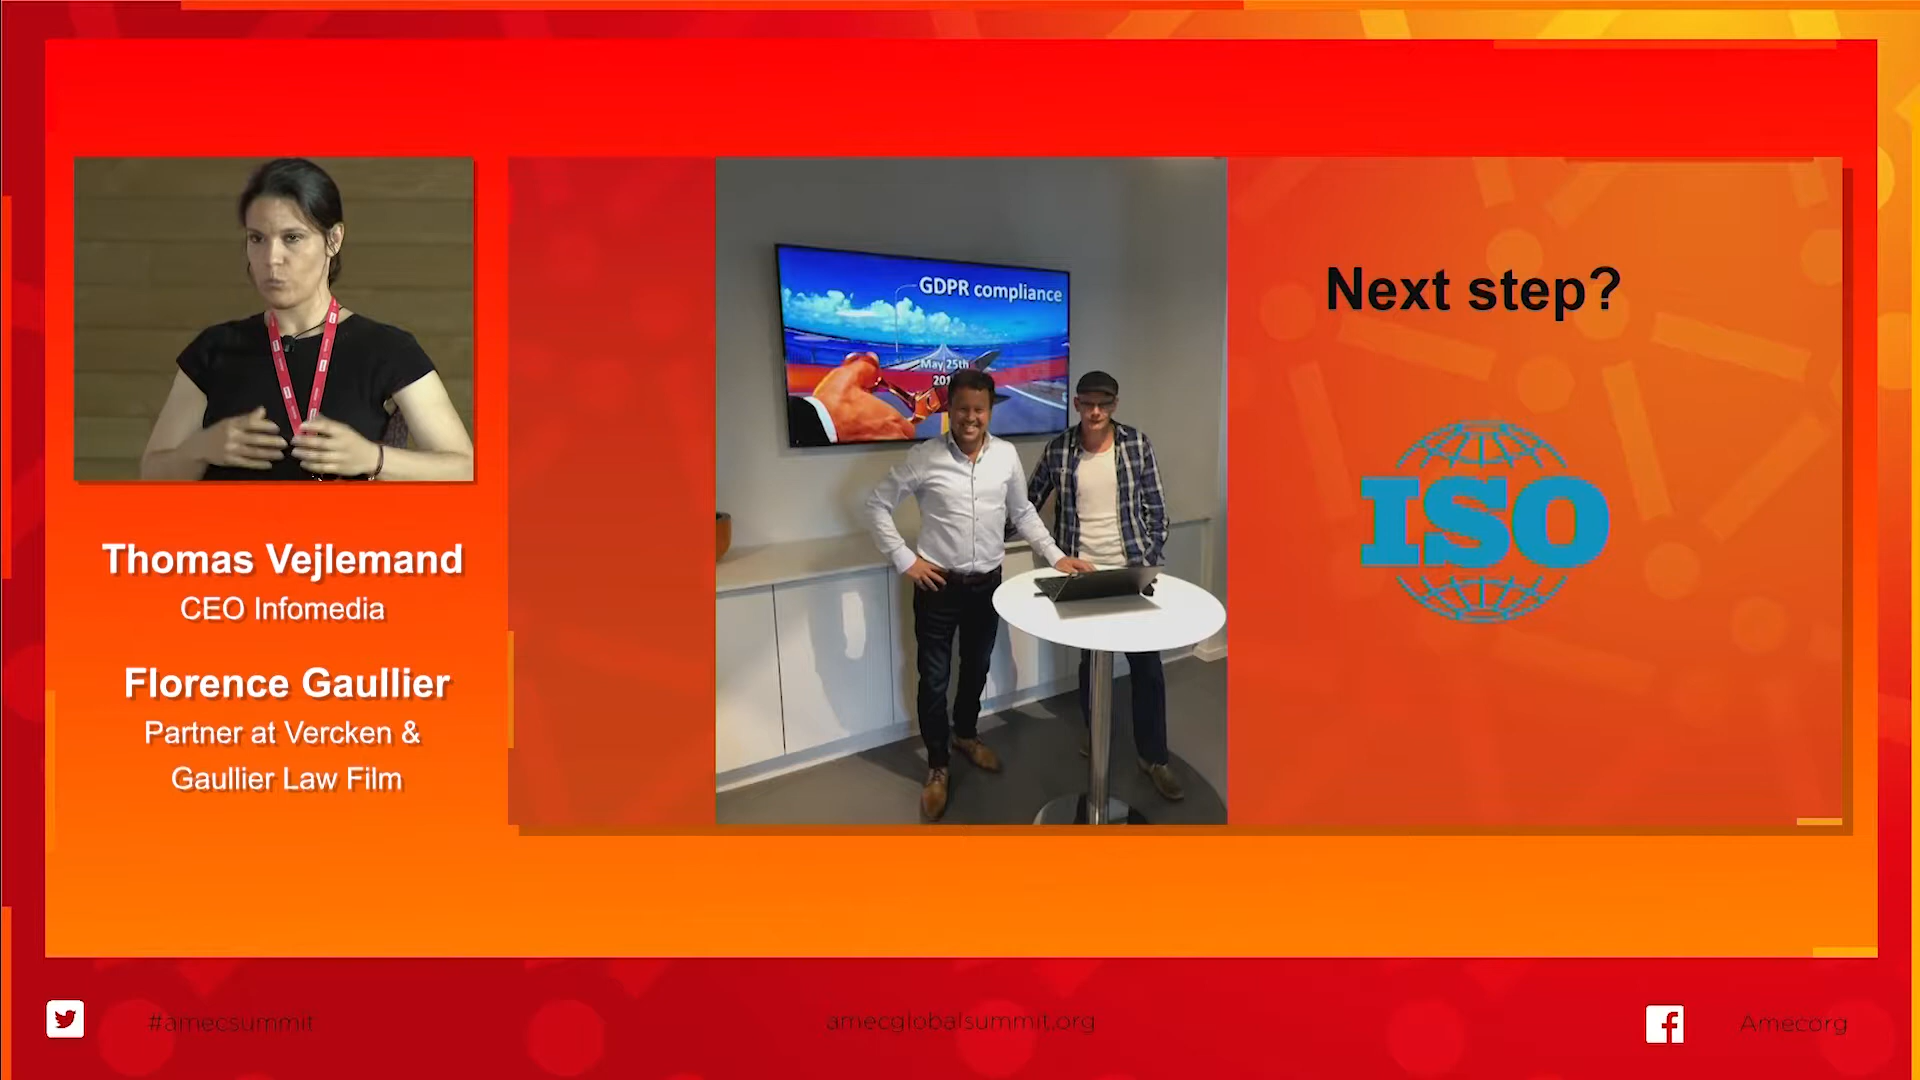 GDPR compliance
May 25th
Next step?
ISO
Thomas Vejlemand
CEO Infomedia
Florence Gaullier
Partner at Vercken &
Gaullier Law Film
#amecsummit
amecglobalsummit.org
Amecorg